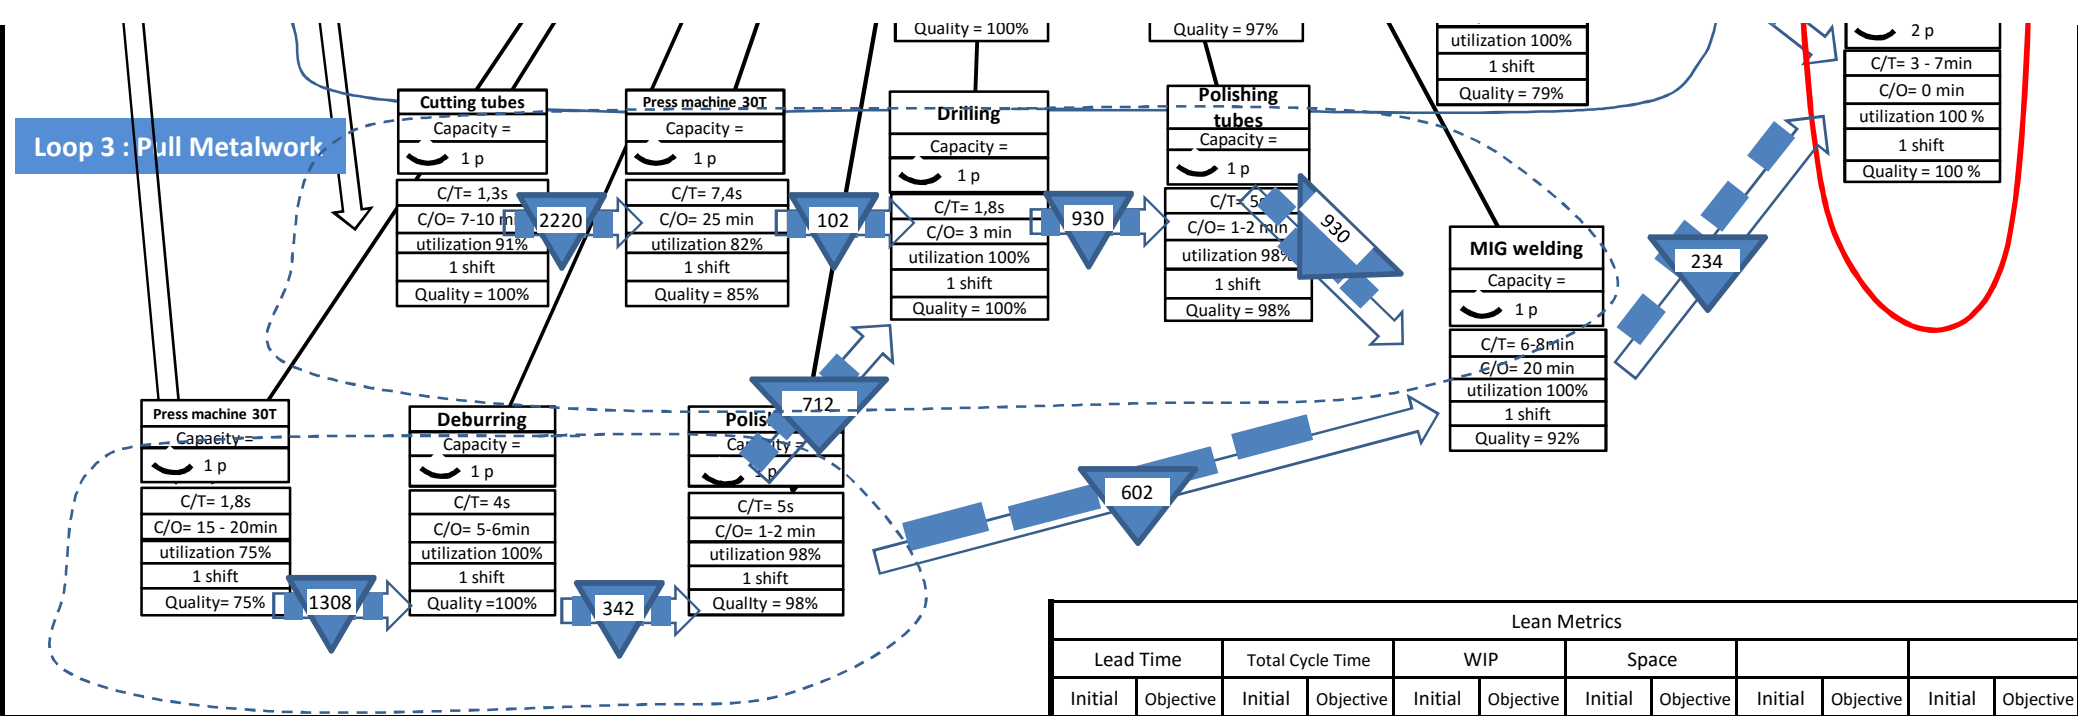 Quality = 100%
Quality = 97%
utilization 100%
1 shift
Quality = 79%
2 p
C/T= 3 - 7min
C/O= 0 min
utilization 100 %
1 shift
Quality = 100 %
Loop 3 : Pull Metalwork
Cutting tubes
Capacity =
1 p
C/T= 1,3s
C/O= 7-10 min
utilization 91%
1 shift
Quality = 100%
2220
Press machine 30T
Capacity =
1 p
C/T= 7,4s
C/O= 25 min
utilization 82%
1 shift
Quality = 85%
102
Drilling
Capacity =
1 p
C/T= 1,8s
C/O= 3 min
utilization 100%
1 shift
Quality = 100%
930
Polishing
tubes
Capacity =
1 p
C/T= 5s
C/O= 1-2 min
utilization 98%
1 shift
Quality = 98%
930
MIG welding
Capacity =
1 p
C/T= 6-8min
C/O= 20 min
utilization 100%
1 shift
Quality = 92%
234
Press machine 30T
Capacity =
1 p
C/T= 1,8s
C/O= 15 - 20min
utilization 75%
1 shift
Quality= 75%
1308
Deburring
Capacity =
1 p
C/T= 4s
C/O= 5-6min
utilization 100%
1 shift
Quality =100%
342
Capacity =
1 p
C/T= 5s
C/O= 1-2 min
utilization 98%
1 shift
Quality = 98%
712
602
Lean Metrics
Lead Time Total Cycle Time WIP Space
Initial Objective Initial Objective Initial Objective Initial Objective Initial Objective Initial Objective